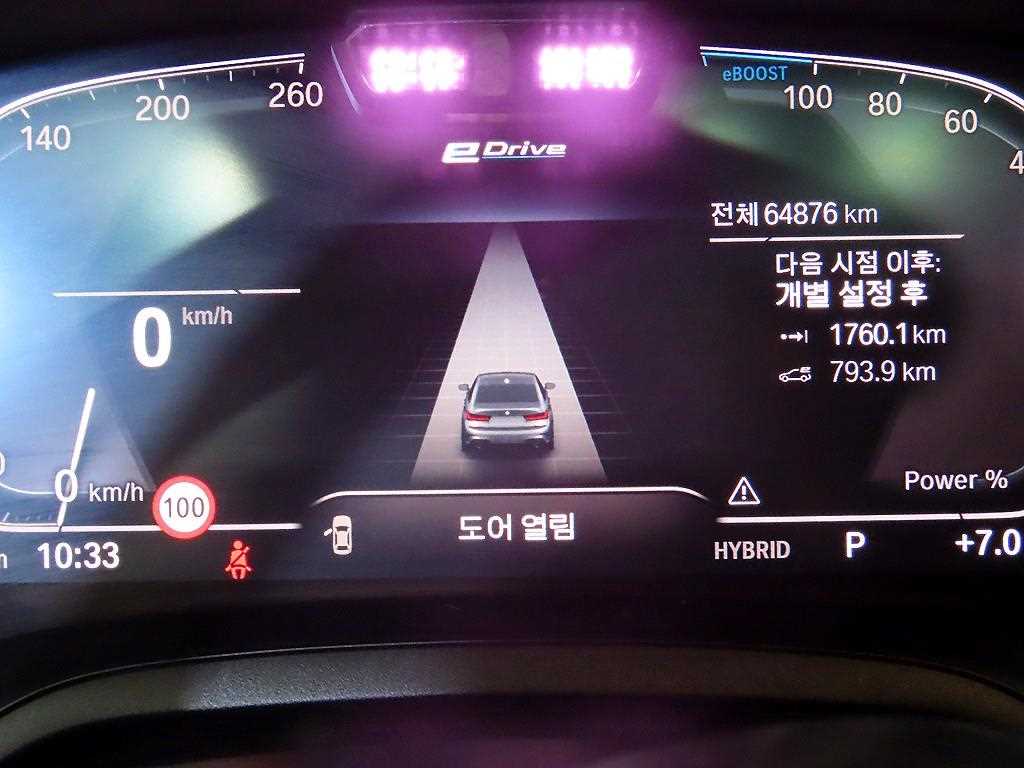 140
200
260
eBOOST
100
80
60
4
eDrive
전체 64876 km
다음 시점 이후:
개별 설정 후
1760.1 km
793.9 km
0 km/h
0 km/h
100
Power %
도어 열림
10:33
HYBRID P +7.0